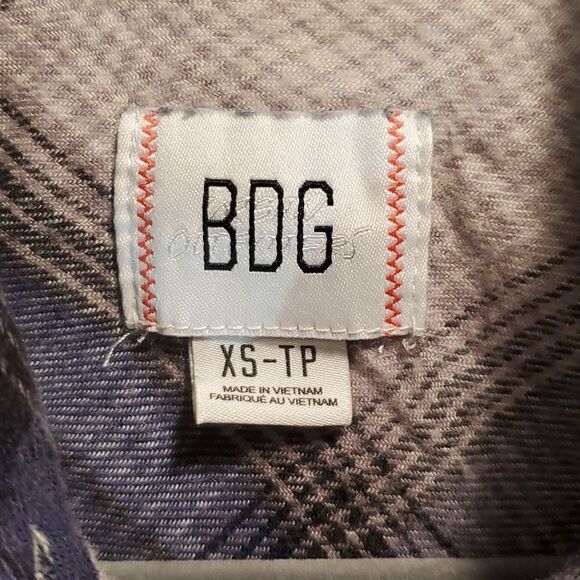 BDG
XS-TP
MADE IN VIETNAM
FABRIQUÉ AU VIETNAM